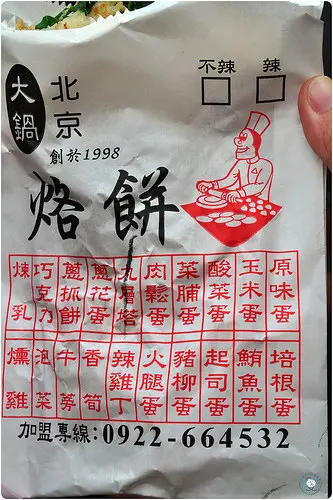 不辣 辣
大鍋
北京
創於1998
烙餅
原味蛋
玉米蛋
酸菜蛋
菜脯蛋
肉鬆蛋
九層塔
蔥花蛋
蔥抓餅
巧克力
煉乳
培根蛋
鮪魚蛋
起司蛋
豬柳蛋
火腿蛋
辣雞丁
香筍
牛蒡
油菜
燻雞
加盟專線:0922-664532